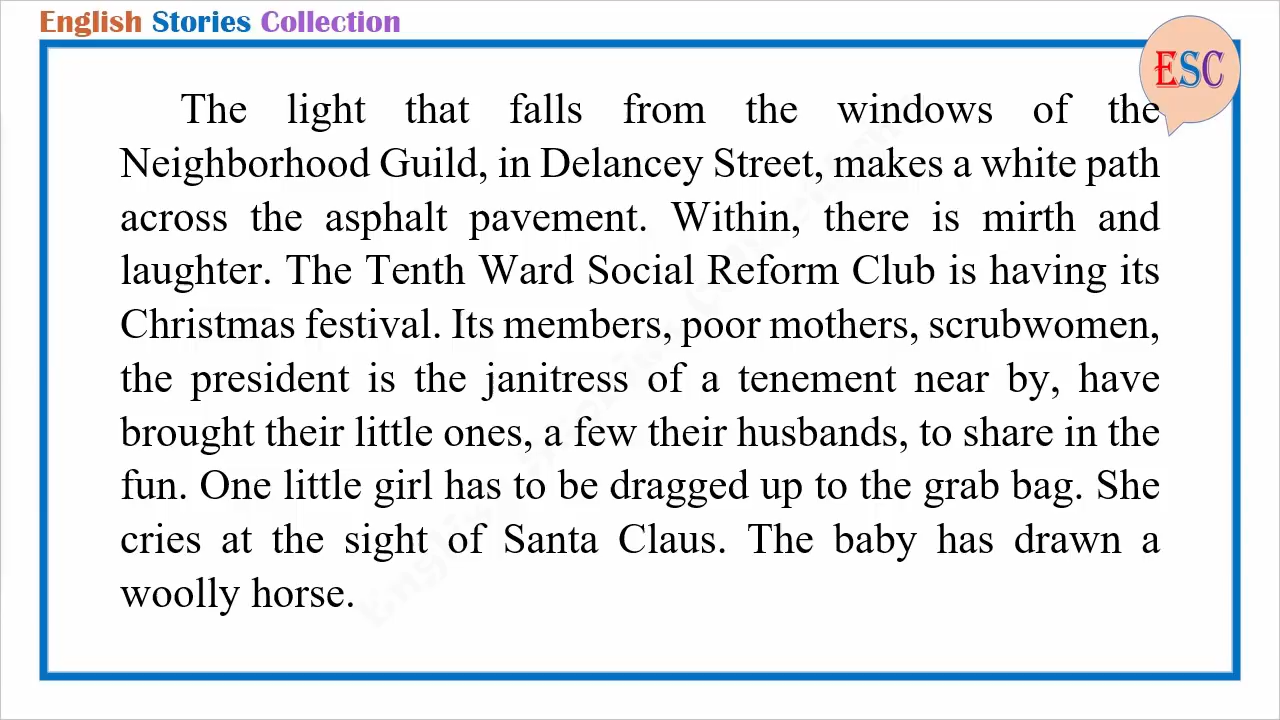 English Stories Collection
ESC
The light that falls from the windows of the
Neighborhood Guild, in Delancey Street, makes a white path
across the asphalt pavement. Within, there is mirth and
laughter. The Tenth Ward Social Reform Club is having its
Christmas festival. Its members, poor mothers, scrubwomen,
the president is the janitress of a tenement near by, have
brought their little ones, a few their husbands, to share in the
fun. One little girl has to be dragged up to the grab bag. She
cries at the sight of Santa Claus. The baby has drawn a
woolly horse.